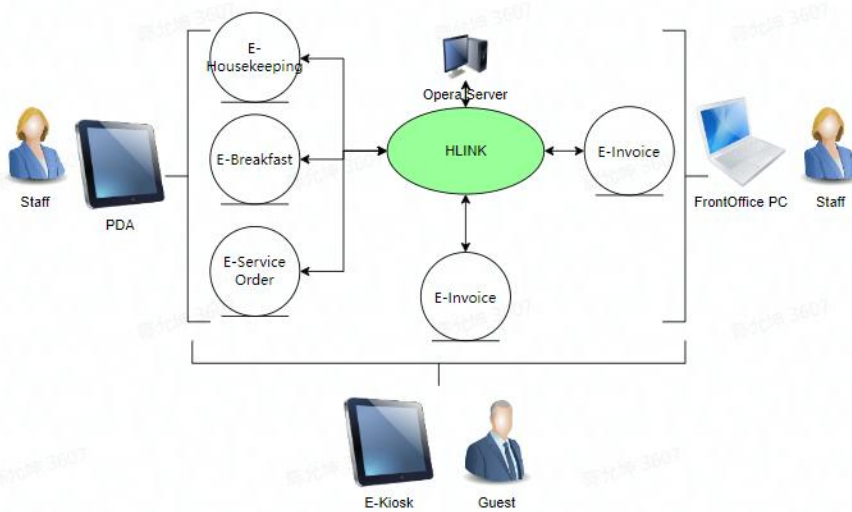 E-
Housekeeping
Opera Server
HLINK
E-Breakfast
E-Invoice
Staff
PDA
FrontOffice PC
Staff
E-Service
Order
E-Invoice
E-Kiosk
Guest